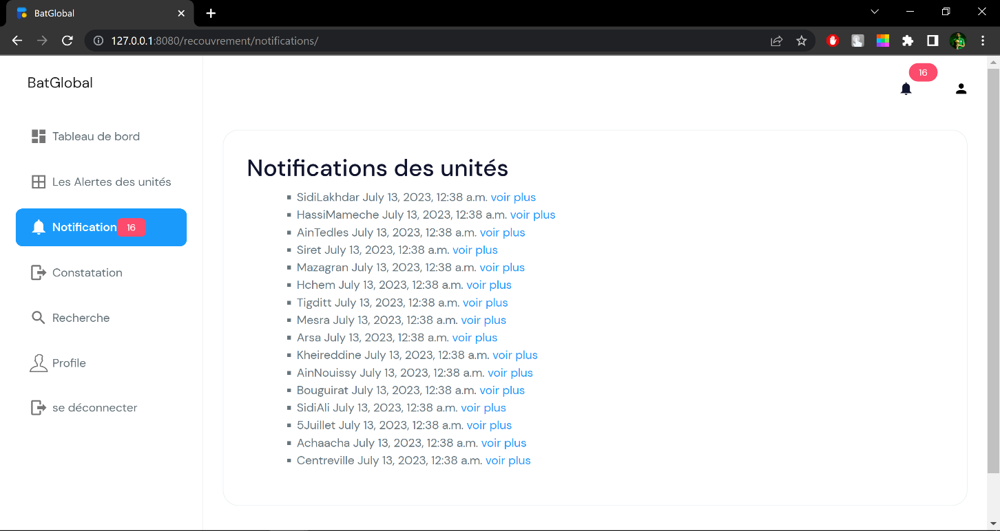 BatGlobal
127.0.0.1:8080/recouvrement/notifications/
BatGlobal
16
Tableau de bord
Les Alertes des unités
Notification 16
Constatation
Recherche
Profile
se déconnecter
Notifications des unités
SidiLakhdar July 13, 2023, 12:38 a.m. voir plus
HassiMameche July 13, 2023, 12:38 a.m. voir plus
AinTedles July 13, 2023, 12:38 a.m. voir plus
Siret July 13, 2023, 12:38 a.m. voir plus
Mazagran July 13, 2023, 12:38 a.m. voir plus
Hchem July 13, 2023, 12:38 a.m. voir plus
Tigditt July 13, 2023, 12:38 a.m. voir plus
Mesra July 13, 2023, 12:38 a.m. voir plus
Arsa July 13, 2023, 12:38 a.m. voir plus
Kheireddine July 13, 2023, 12:38 a.m. voir plus
AinNouissy July 13, 2023, 12:38 a.m. voir plus
Bouguirat July 13, 2023, 12:38 a.m. voir plus
SidiAli July 13, 2023, 12:38 a.m. voir plus
5Juillet July 13, 2023, 12:38 a.m. voir plus
Achaacha July 13, 2023, 12:38 a.m. voir plus
Centreville July 13, 2023, 12:38 a.m. voir plus